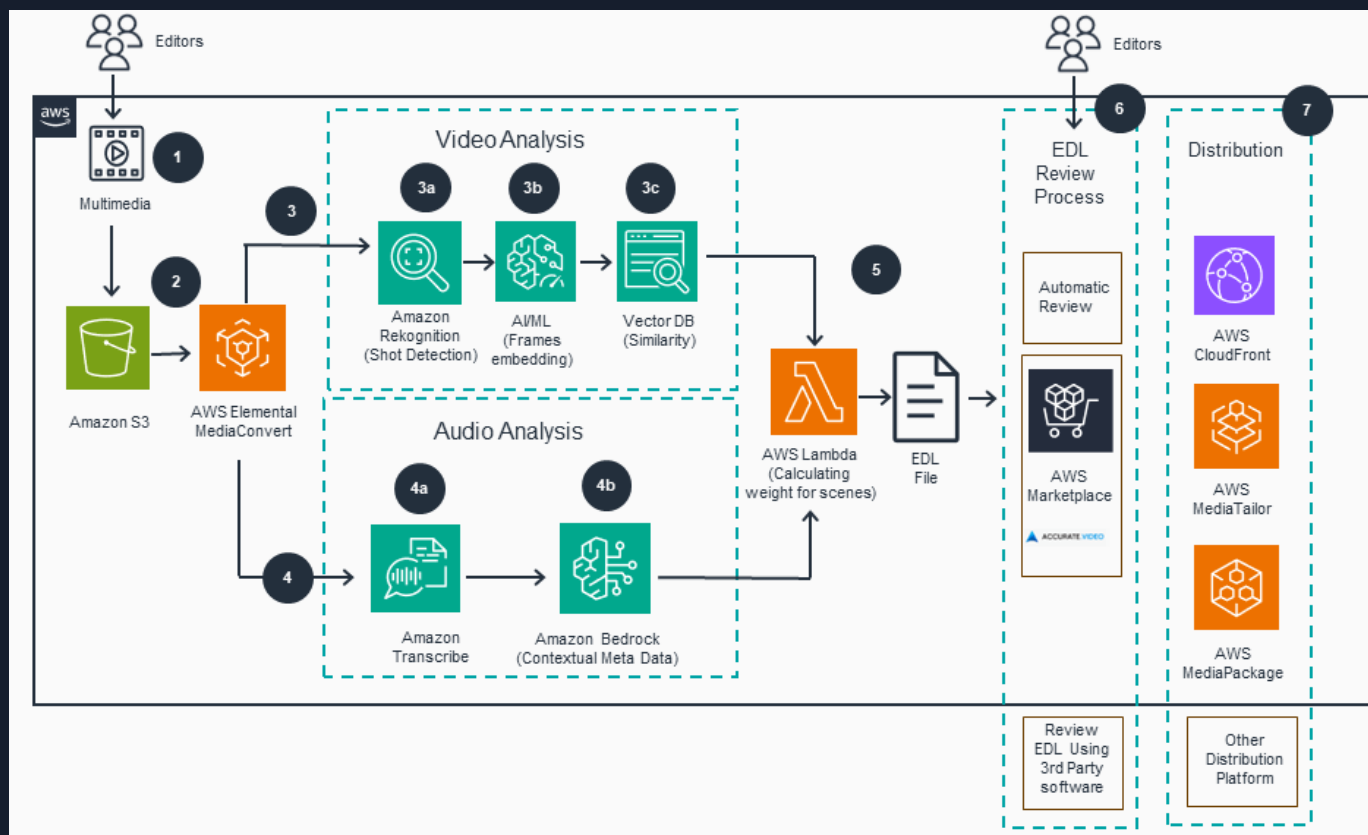 Editors
Editors
aws
1
Multimedia
2
Amazon S3
AWS Elemental
MediaConvert
3
Video Analysis
3a
3b
3c
Amazon
Rekognition
(Shot Detection)
AI/ML
(Frames
embedding)
Vector DB
(Similarity)
4
Audio Analysis
4a
4b
Amazon
Transcribe
Amazon Bedrock
(Contextual Meta Data)
5
AWS Lambda
(Calculating
weight for scenes)
EDL
File
6
EDL
Review
Process
Automatic
Review
AWS
Marketplace
ACCURATE VIDEO
Review
EDL Using
3rd Party
software
7
Distribution
AWS
CloudFront
AWS
MediaTailor
AWS
MediaPackage
Other
Distribution
Platform